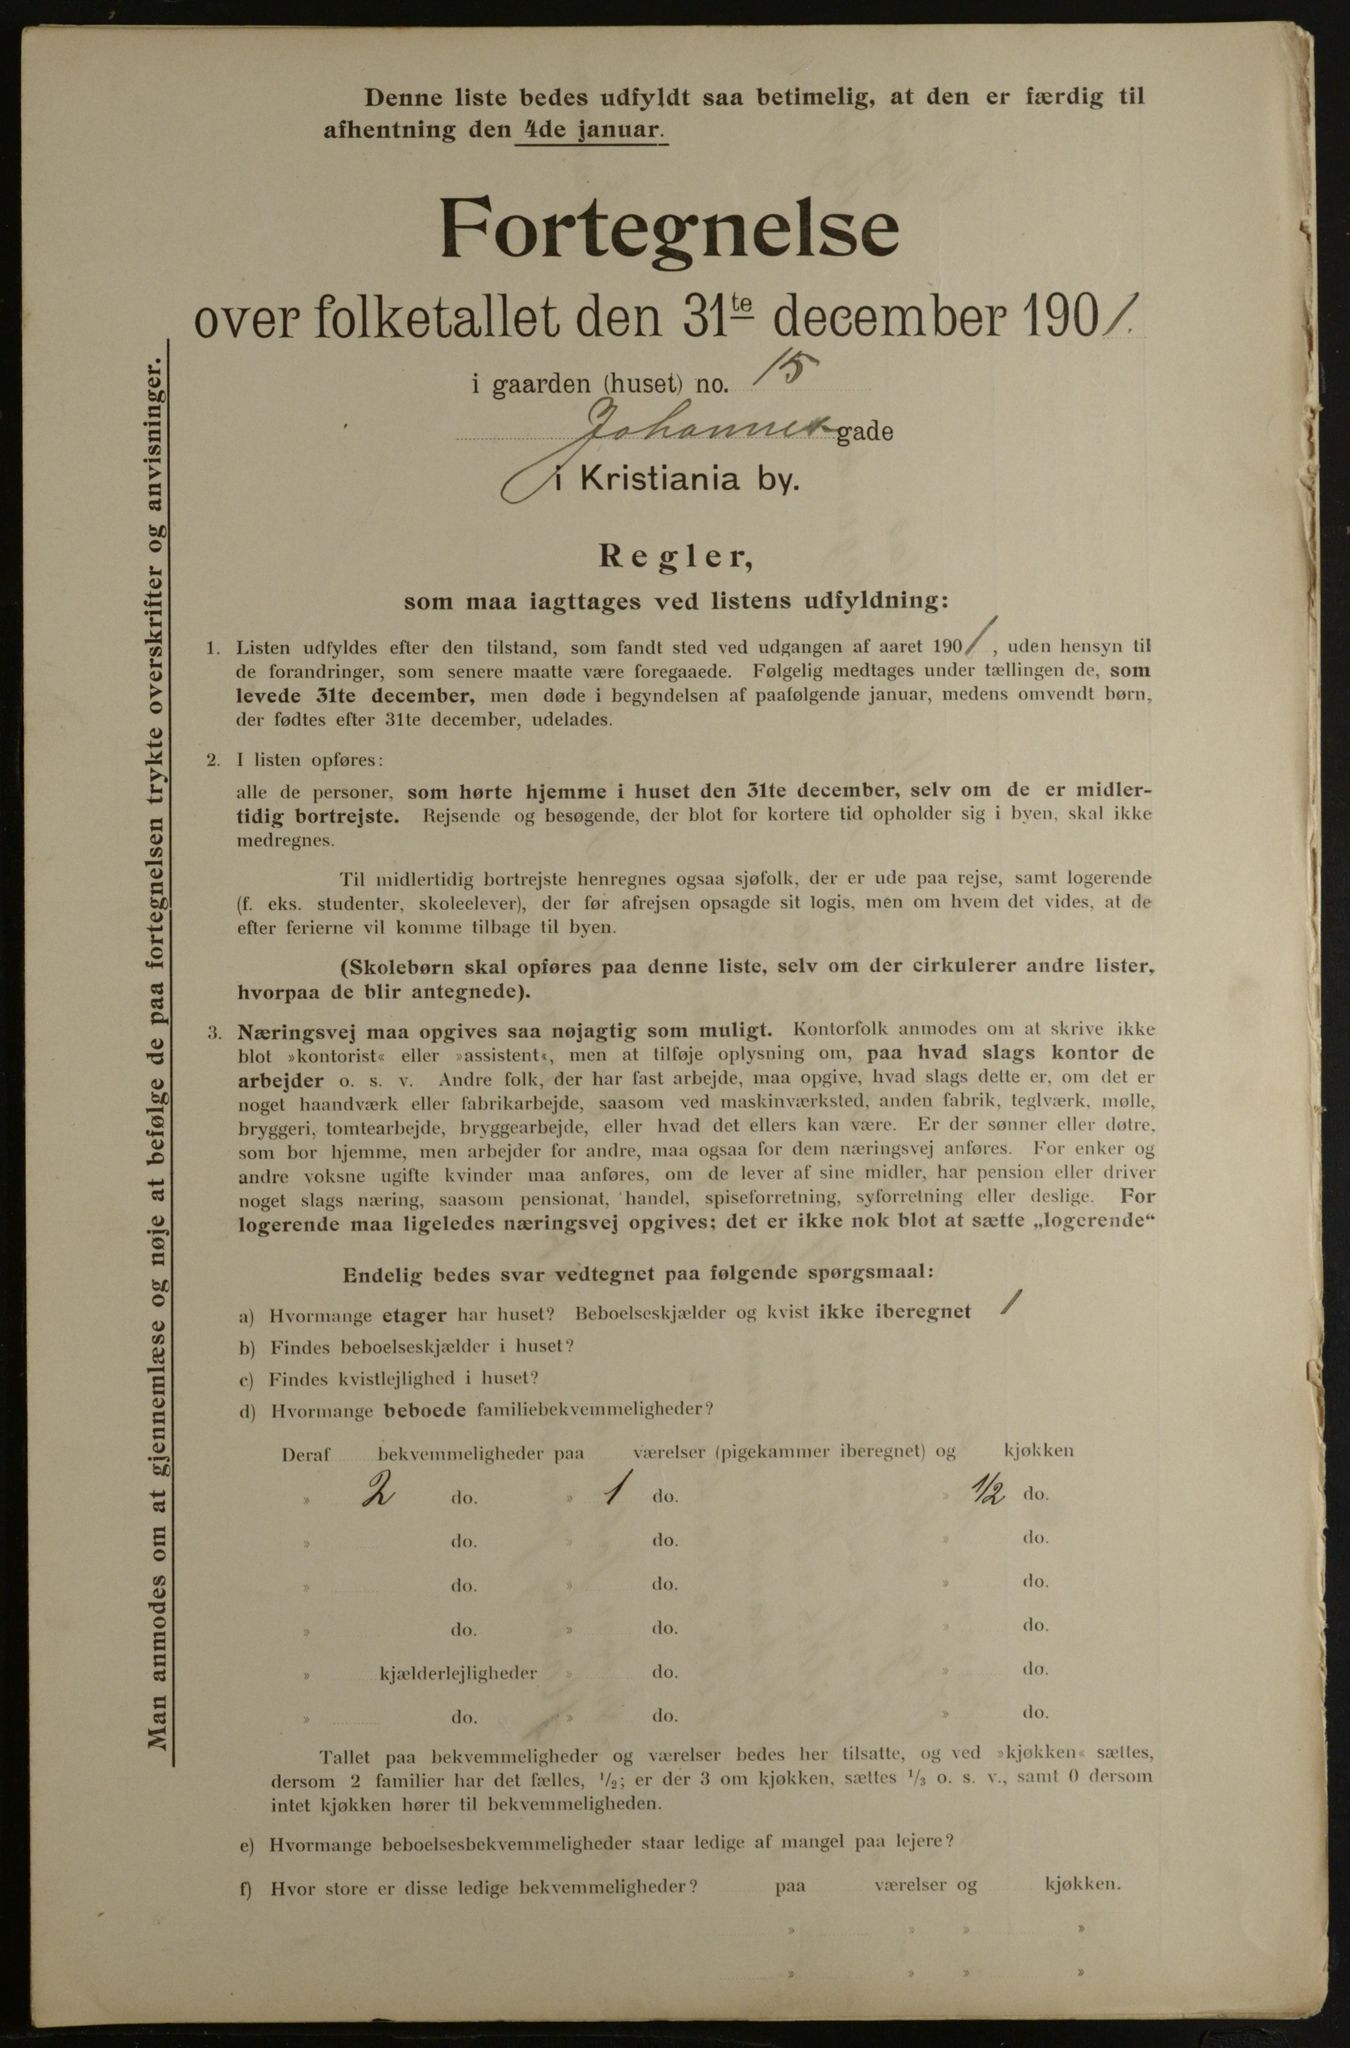 Denne liste bedes udfyldt saa betimelig, at den er færdig til
afhentning den 4de januar.
Fortegnelse
over folketallet den 31te december 1901.
i gaarden (huset) no. 15
Johannesgade
i Kristiania by.
Regler,
som maa iagttages ved listens udfyldning:
1. Listen udfyldes efter den tilstand, som fandt sted ved udgangen af aaret 1901, uden hensyn til
de forandringer, som senere maatte være foregaaede. Følgelig medtages under tællingen de, som
levede 31te december, men døde i begyndelsen af paafølgende januar, medens omvendt børn,
der fødtes efter 31te december, udelades.
2. I listen opføres:
alle de personer, som hørte hjemme i huset den 31te december, selv om de er midler-
tidig bortrejste. Rejsende og besøgende, der blot for kortere tid opholder sig i byen, skal ikke
medregnes.
Til midlertidig bortrejste henregnes ogsaa sjøfolk, der er ude paa rejse, samt logerende
(f. eks. studenter, skoleelever), der før afrejsen opsagde sit logis, men om hvem det vides, at de
efter ferierne vil komme tilbage til byen.
(Skolebørn skal opføres paa denne liste, selv om der cirkulerer andre lister,
hvorpaa de blir antegnede).
3. Næringsvej maa opgives saa nøjagtig som muligt. Kontorfolk anmodes om at skrive ikke
blot »kontorist« eller »assistent«, men at tilføje oplysning om, paa hvad slags kontor de
arbejder o. s. v. Andre folk, der har fast arbejde, maa opgive, hvad slags dette er, om det er
noget haandværk eller fabrikarbejde, saasom ved maskinværksted, anden fabrik, teglværk, mølle,
bryggeri, tomtearbejde, bryggearbejde, eller hvad det ellers kan være. Er der sønner eller døtre,
som bor hjemme, men arbejder for andre, maa ogsaa for dem næringsvej anføres. For enker og
andre voksne ugifte kvinder maa anføres, om de lever af sine midler, har pension eller driver
noget slags næring, saasom pensionat, handel, spiseforretning, syforretning eller deslige. For
logerende maa ligeledes næringsvej opgives; det er ikke nok blot at sætte „logerende“
Endelig bedes svar vedtegnet paa følgende spørgsmaal:
a) Hvormange etager har huset? Beboelseskjælder og kvist ikke iberegnet 1
b) Findes beboelseskjælder i huset?
c) Findes kvistlejlighed i huset?
d) Hvormange beboede familiebekvemmeligheder?
Deraf bekvemmeligheder paa værelser (pigekammer iberegnet) og kjøkken
» 2 do. » 1 do. » 1/2 do.
» do. » do. » do.
» do. » do. » do.
» do. » do. » do.
» kjælderlejligheder » do. » do.
» do. » do. » do.
Tallet paa bekvemmeligheder og værelser bedes her tilsatte, og ved »kjøkken« sættes,
dersom 2 familier har det fælles, 1/2; er der 3 om kjøkken, sættes 1/3 o. s. v., samt 0 dersom
intet kjøkken hører til bekvemmeligheden.
e) Hvormange beboelsesbekvemmeligheder staar ledige af mangel paa lejere?
f) Hvor store er disse ledige bekvemmeligheder? paa værelser og kjøkken.
» » » »
» » » »
Man anmodes om at gjennemlæse og nøje at befølge de paa fortegnelsen trykte overskrifter og anvisninger.